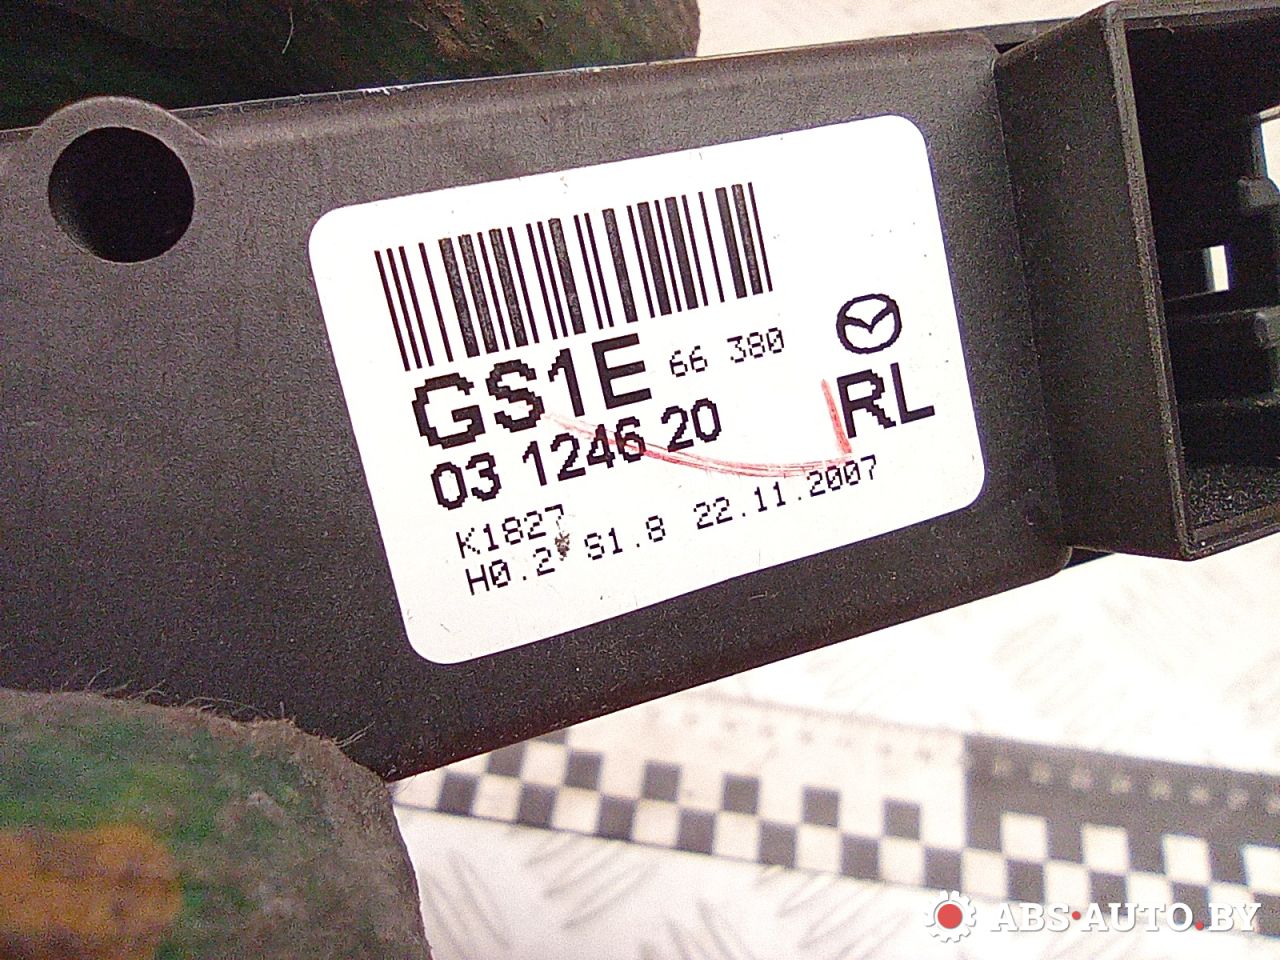 GS1E 66 380
RL
03 1246 20
K1827
H0.2 S1.8 22.11.2007
ABS·AUTO.BY